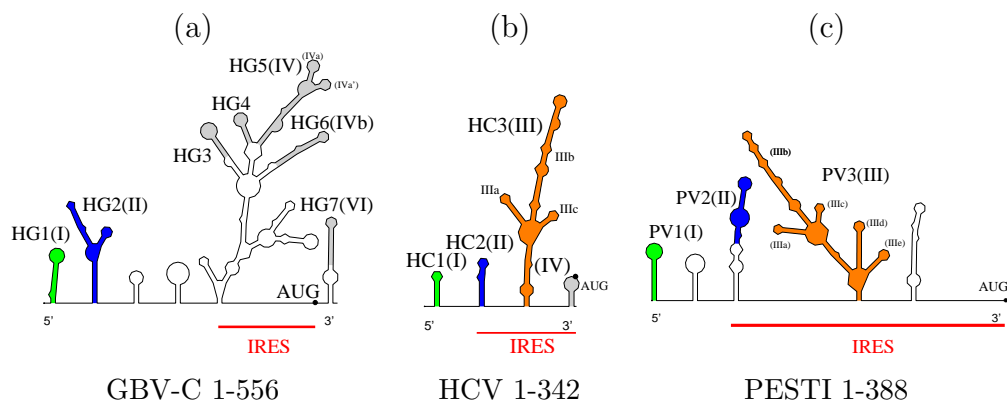 (a)
(b)
(c)
HG5(IV)
(IVa)
(IVa')
HG4
HG6(IVb)
HG3
HG2(II)
HG1(I)
HG7(VI)
AUG
5'
3'
IRES
GBV-C 1-556
HC3(III)
IIIb
IIIa
IIIc
HC2(II)
HC1(I)
(IV)
AUG
5'
3'
IRES
HCV 1-342
(IIIb)
PV3(III)
PV2(II)
(IIIc)
(IIId)
PV1(I)
(IIIa)
(IIIe)
AUG
5'
3'
IRES
PESTI 1-388